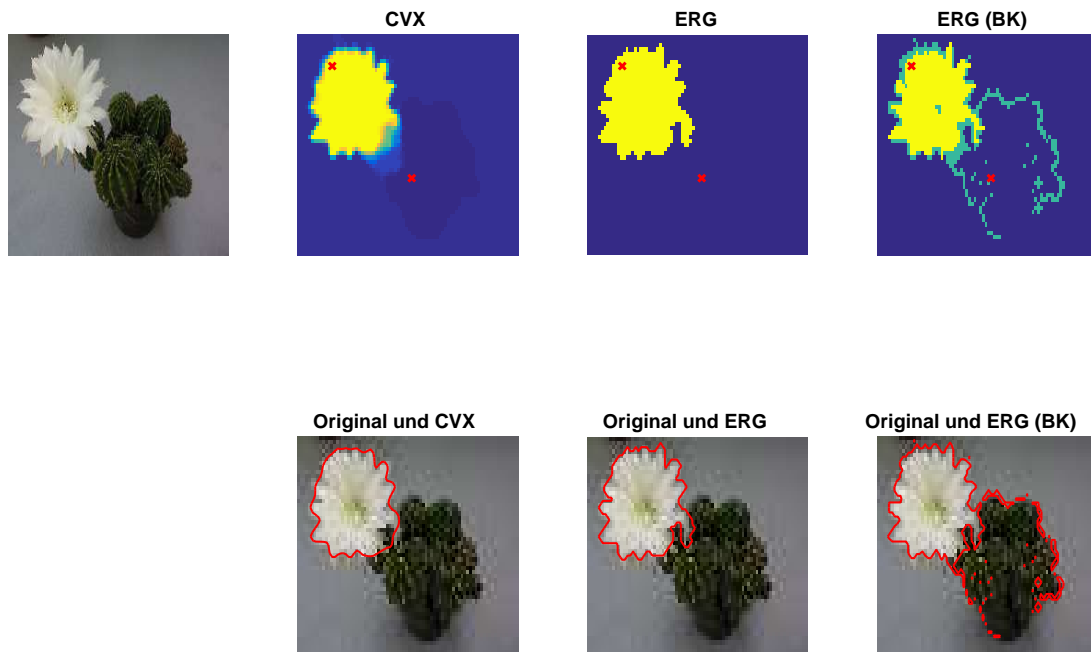 CVX
ERG
ERG (BK)
Original und CVX
Original und ERG
Original und ERG (BK)